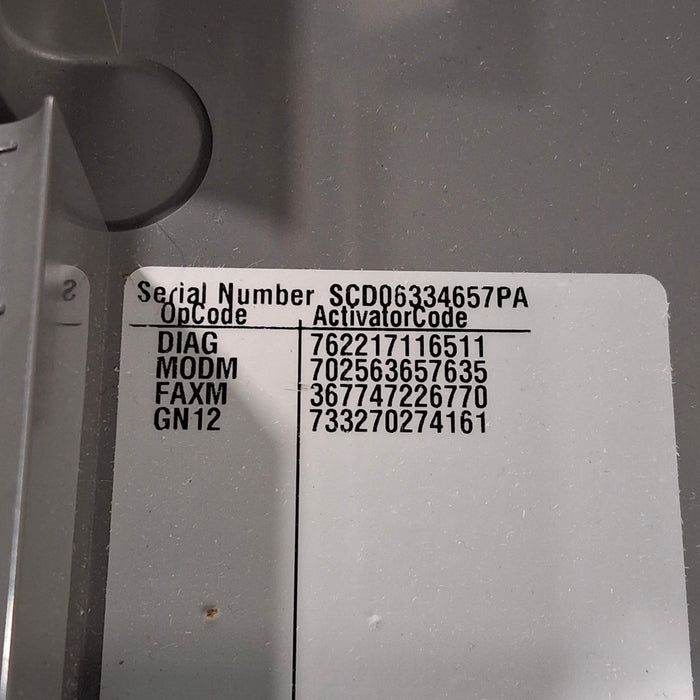 Serial Number SCD06334657PA
OpCode ActivatorCode
DIAG 762217116511
MODM 702563657635
FAXM 367747226770
GN12 733270274161